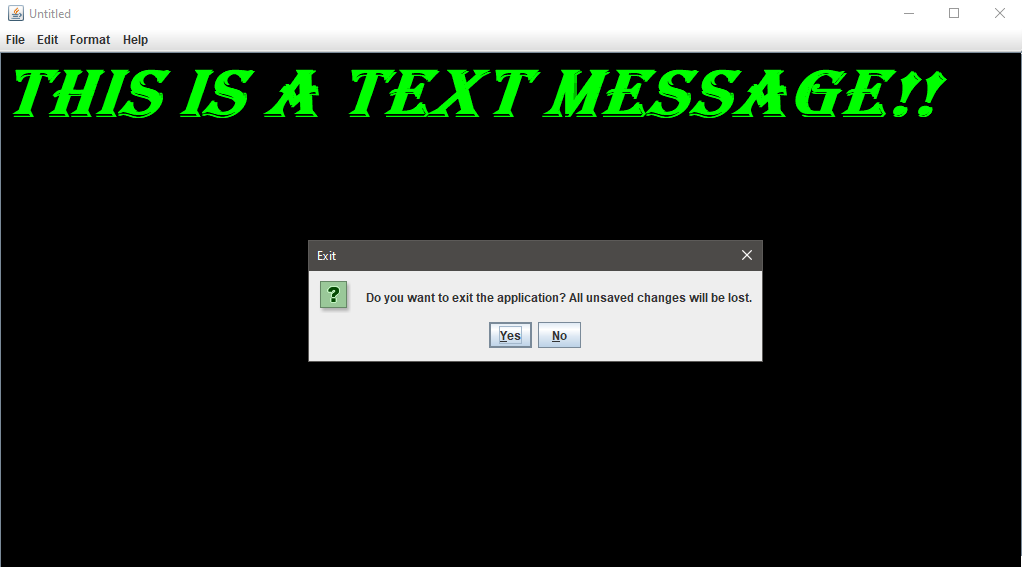 Untitled
File Edit Format Help
THIS IS A TEXT MESSAGE!!
Exit
? Do you want to exit the application? All unsaved changes will be lost.
Yes No